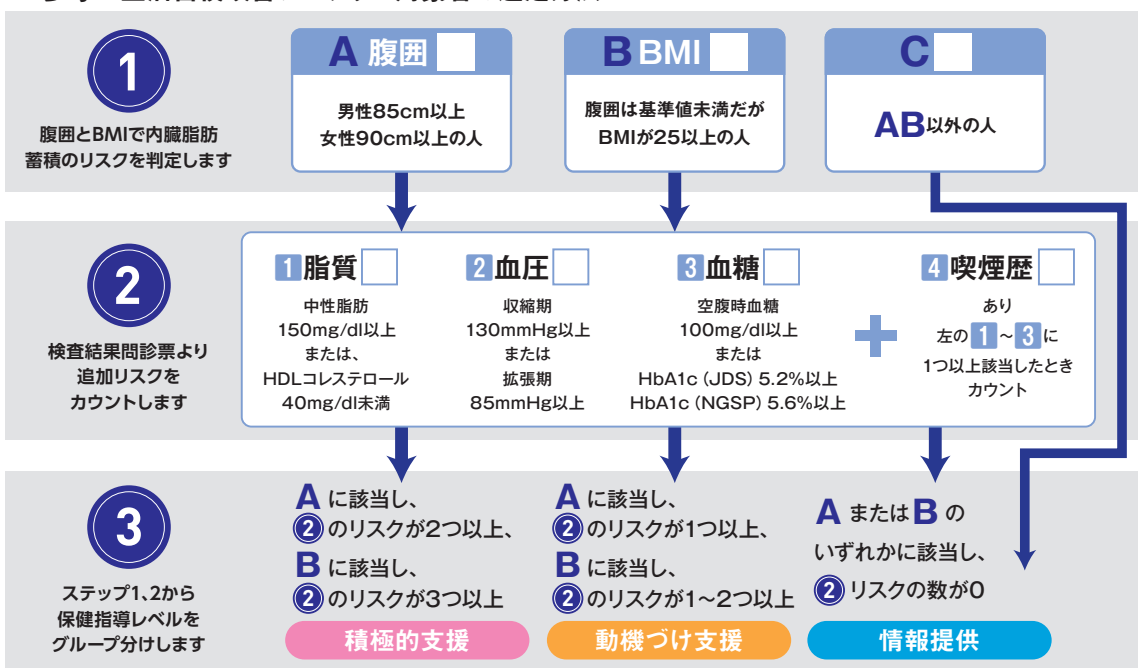 1
腹囲とBMIで内臓脂肪
蓄積のリスクを判定します
A 腹囲
男性85cm以上
女性90cm以上の人
B BMI
腹囲は基準値未満だが
BMIが25以上の人
C
AB以外の人
2
検査結果問診票より
追加リスクを
カウントします
1 脂質
中性脂肪
150mg/dl以上
または、
HDLコレステロール
40mg/dl未満
2 血圧
収縮期
130mmHg以上
または
拡張期
85mmHg以上
3 血糖
空腹時血糖
100mg/dl以上
または
HbA1c (JDS) 5.2%以上
HbA1c (NGSP) 5.6%以上
+
4 喫煙歴
あり
左の 1 ~ 3 に
1つ以上該当したとき
カウント
3
ステップ1、2から
保健指導レベルを
グループ分けします
A に該当し、
2 のリスクが2つ以上、
B に該当し、
2 のリスクが3つ以上
積極的支援
A に該当し、
2 のリスクが1つ以上、
B に該当し、
2 のリスクが1~2つ以上
動機づけ支援
A または B の
いずれかに該当し、
2 リスクの数が0
情報提供